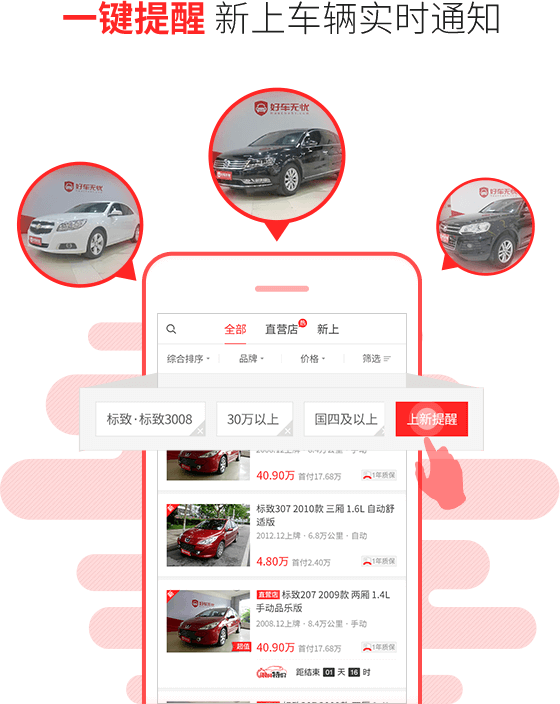 一键提醒 新上车辆实时通知
好车无忧
好车无忧
好车无忧
全部 直营店 热 新上
综合排序 品牌 价格 筛选
标致·标致3008 30万以上 国四及以上 上新提醒
40.90万 首付17.68万 1年质保
标致307 2010款 三厢 1.6L 自动舒
适版
2012.12上牌 · 6.8万公里 · 自动
4.80万 首付2.40万 1年质保
直营店 标致207 2009款 两厢 1.4L
手动品乐版
2008.12上牌 · 8.4万公里 · 手动
超值
40.90万 首付17.68万 1年质保
距结束 01 天 16 时